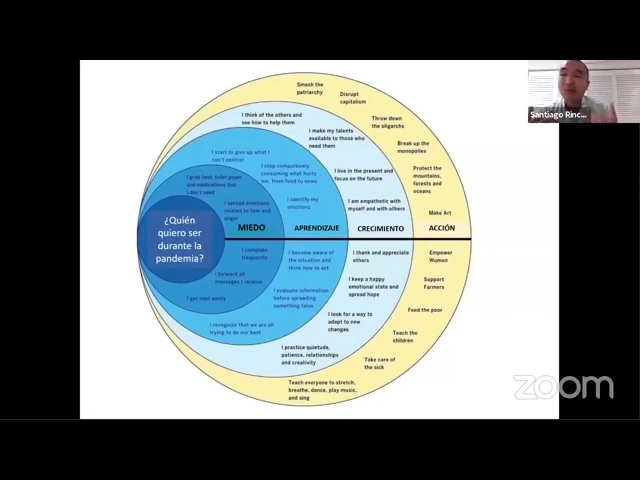 Smash the
patriarchy
Disrupt
capitalism
Throw down
the oligarchs
Break up the
monopolies
Protect the
mountains,
forests and
oceans
Make Art
I think of the others and
see how to help them
I make my talents
available to those who
need them
I live in the present and
focus on the future
I am empathetic with
myself and with others
I start to give up what I
can't control
I stop compulsively
consuming what hurts
me, from food to news
I identify my
emotions
I grab food, toilet paper
and medications that
I don't need
I spread emotions
related to fear and
anger
¿Quién
quiero ser
durante la
pandemia?
MIEDO
APRENDIZAJE
CRECIMIENTO
ACCIÓN
I complain
frequently
I forward all
messages I receive
I get mad easily
I become aware of
the situation and
think how to act
I evaluate information
before spreading
something false
I recognize that we are all
trying to do our best
I thank and appreciate
others
I keep a happy
emotional state and
spread hope
I look for a way to
adapt to new
changes
I practice quietude,
patience, relationships
and creativity
Empower
Women
Support
Farmers
Feed the poor
Teach the
children
Take care of
the sick
Teach everyone to stretch,
breathe, dance, play music,
and sing
Santiago Rinc...
zoom